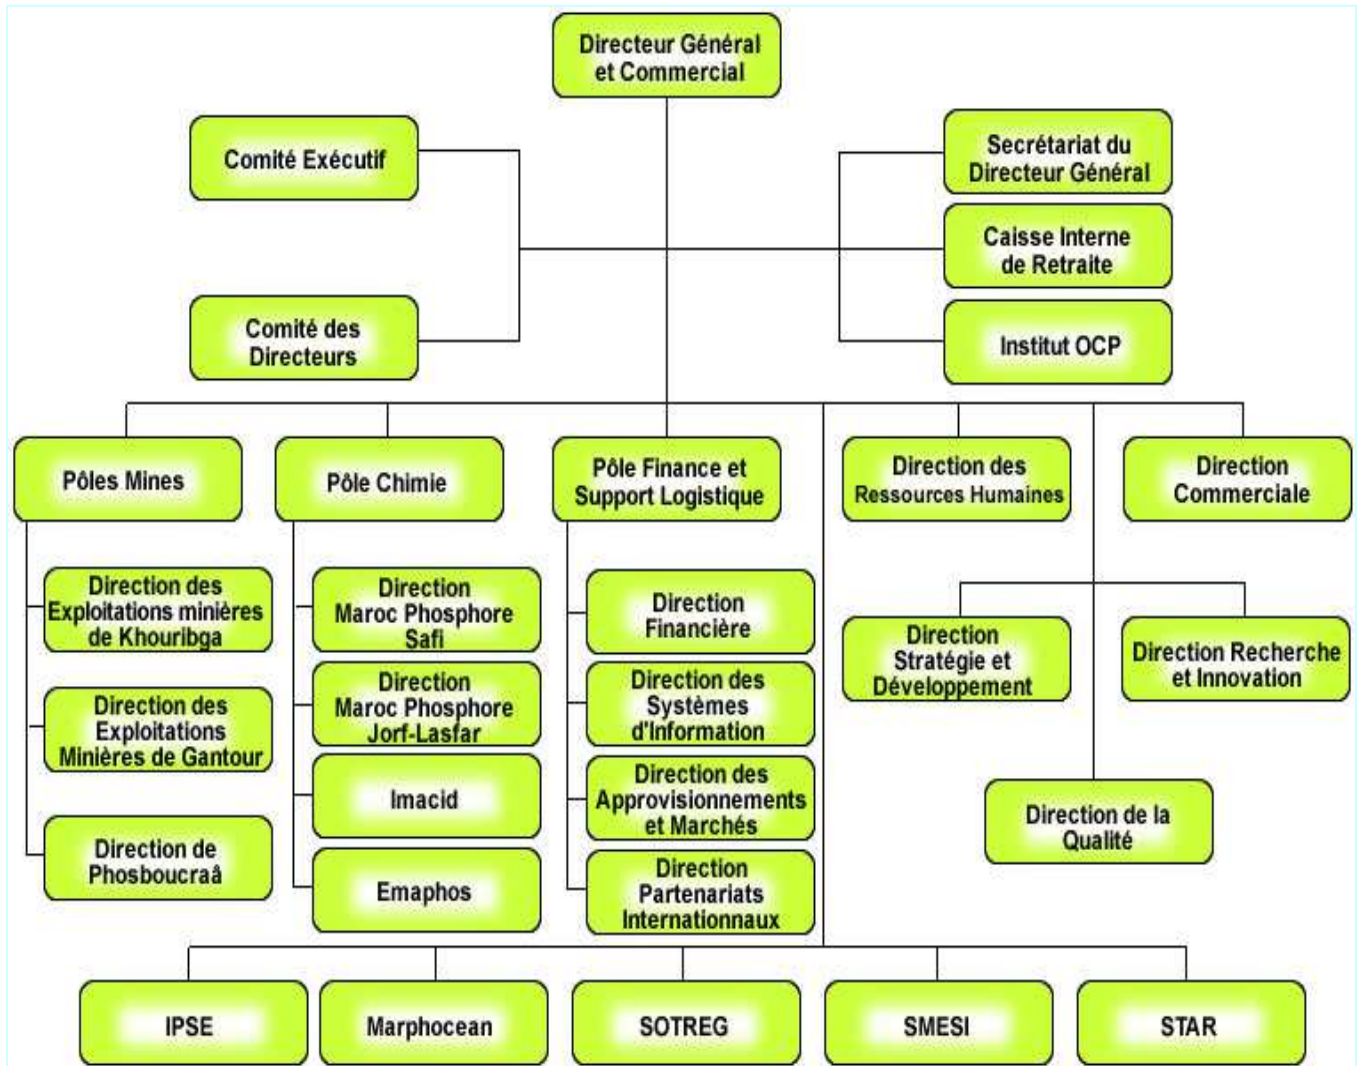 Directeur Général
et Commercial
Comité Exécutif
Secrétariat du
Directeur Général
Caisse Interne
de Retraite
Comité des
Directeurs
Institut OCP
Pôles Mines
Pôle Chimie
Pôle Finance et
Support Logistique
Direction des
Ressources Humaines
Direction
Commerciale
Direction des
Exploitations minières
de Khouribga
Direction des
Exploitations
Minières de Gantour
Direction de
Phosboucraâ
Direction
Maroc Phosphore
Safi
Direction
Maroc Phosphore
Jorf-Lasfar
Imacid
Emaphos
Direction
Financière
Direction des
Systèmes
d'Information
Direction des
Approvisionnements
et Marchés
Direction
Partenariats
Internationnaux
Direction
Stratégie et
Développement
Direction Recherche
et Innovation
Direction de la
Qualité
IPSE
Marphocean
SOTREG
SMESI
STAR